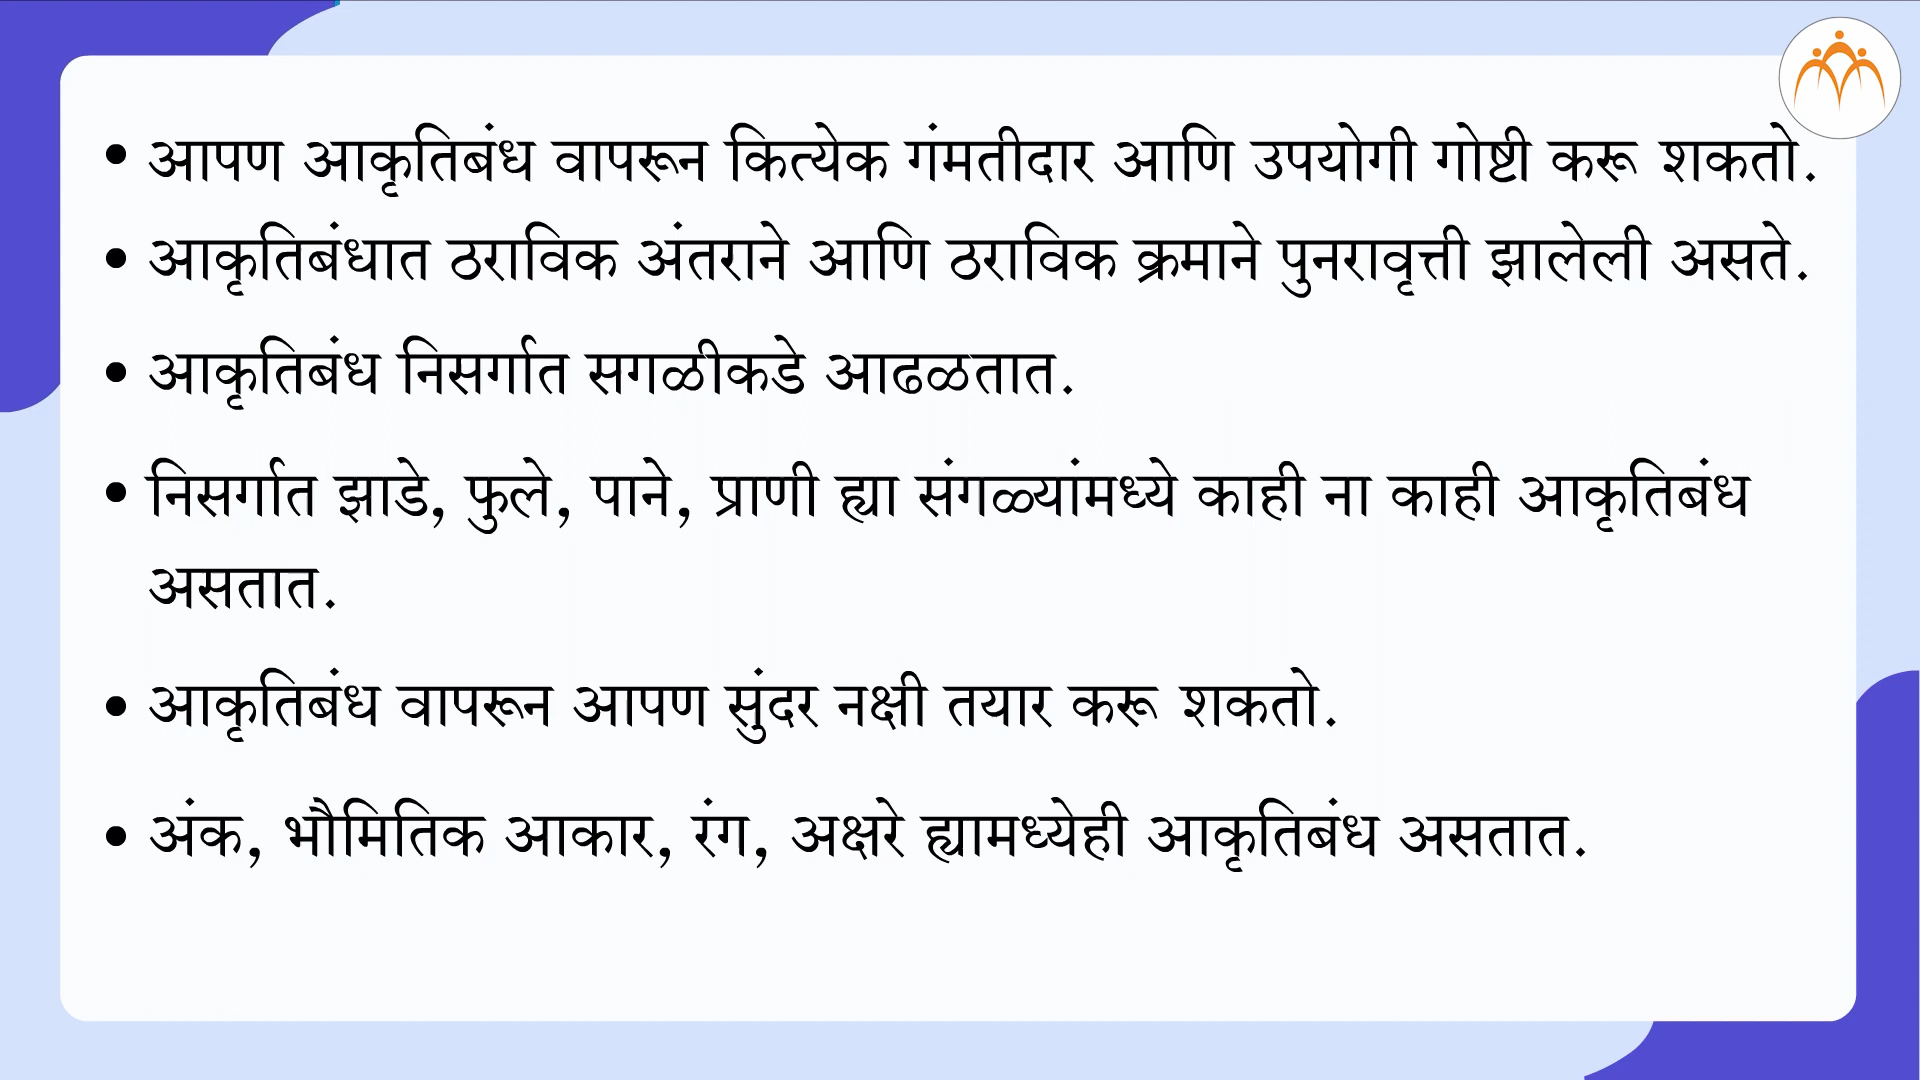 • आपण आकृतिबंध वापरून कित्येक गंमतीदार आणि उपयोगी गोष्टी करू शकतो.
• आकृतिबंधात ठराविक अंतराने आणि ठराविक क्रमाने पुनरावृत्ती झालेली असते.
• आकृतिबंध निसर्गात सगळीकडे आढळतात.
• निसर्गात झाडे, फुले, पाने, प्राणी ह्या संगळ्यांमध्ये काही ना काही आकृतिबंध
असतात.
• आकृतिबंध वापरून आपण सुंदर नक्षी तयार करू शकतो.
• अंक, भौमितिक आकार, रंग, अक्षरे ह्यामध्येही आकृतिबंध असतात.